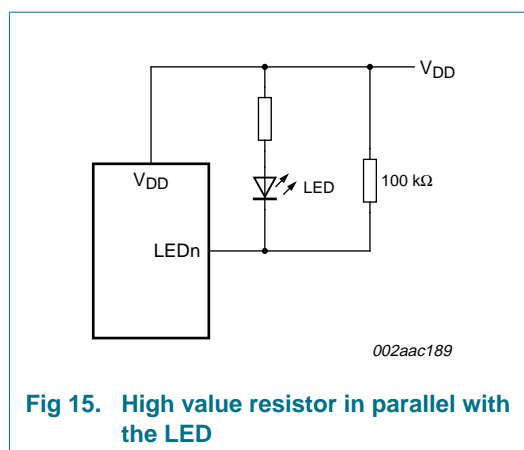 VDD
VDD
LED
100 kΩ
LEDn
002aac189
Fig 15. High value resistor in parallel with
the LED